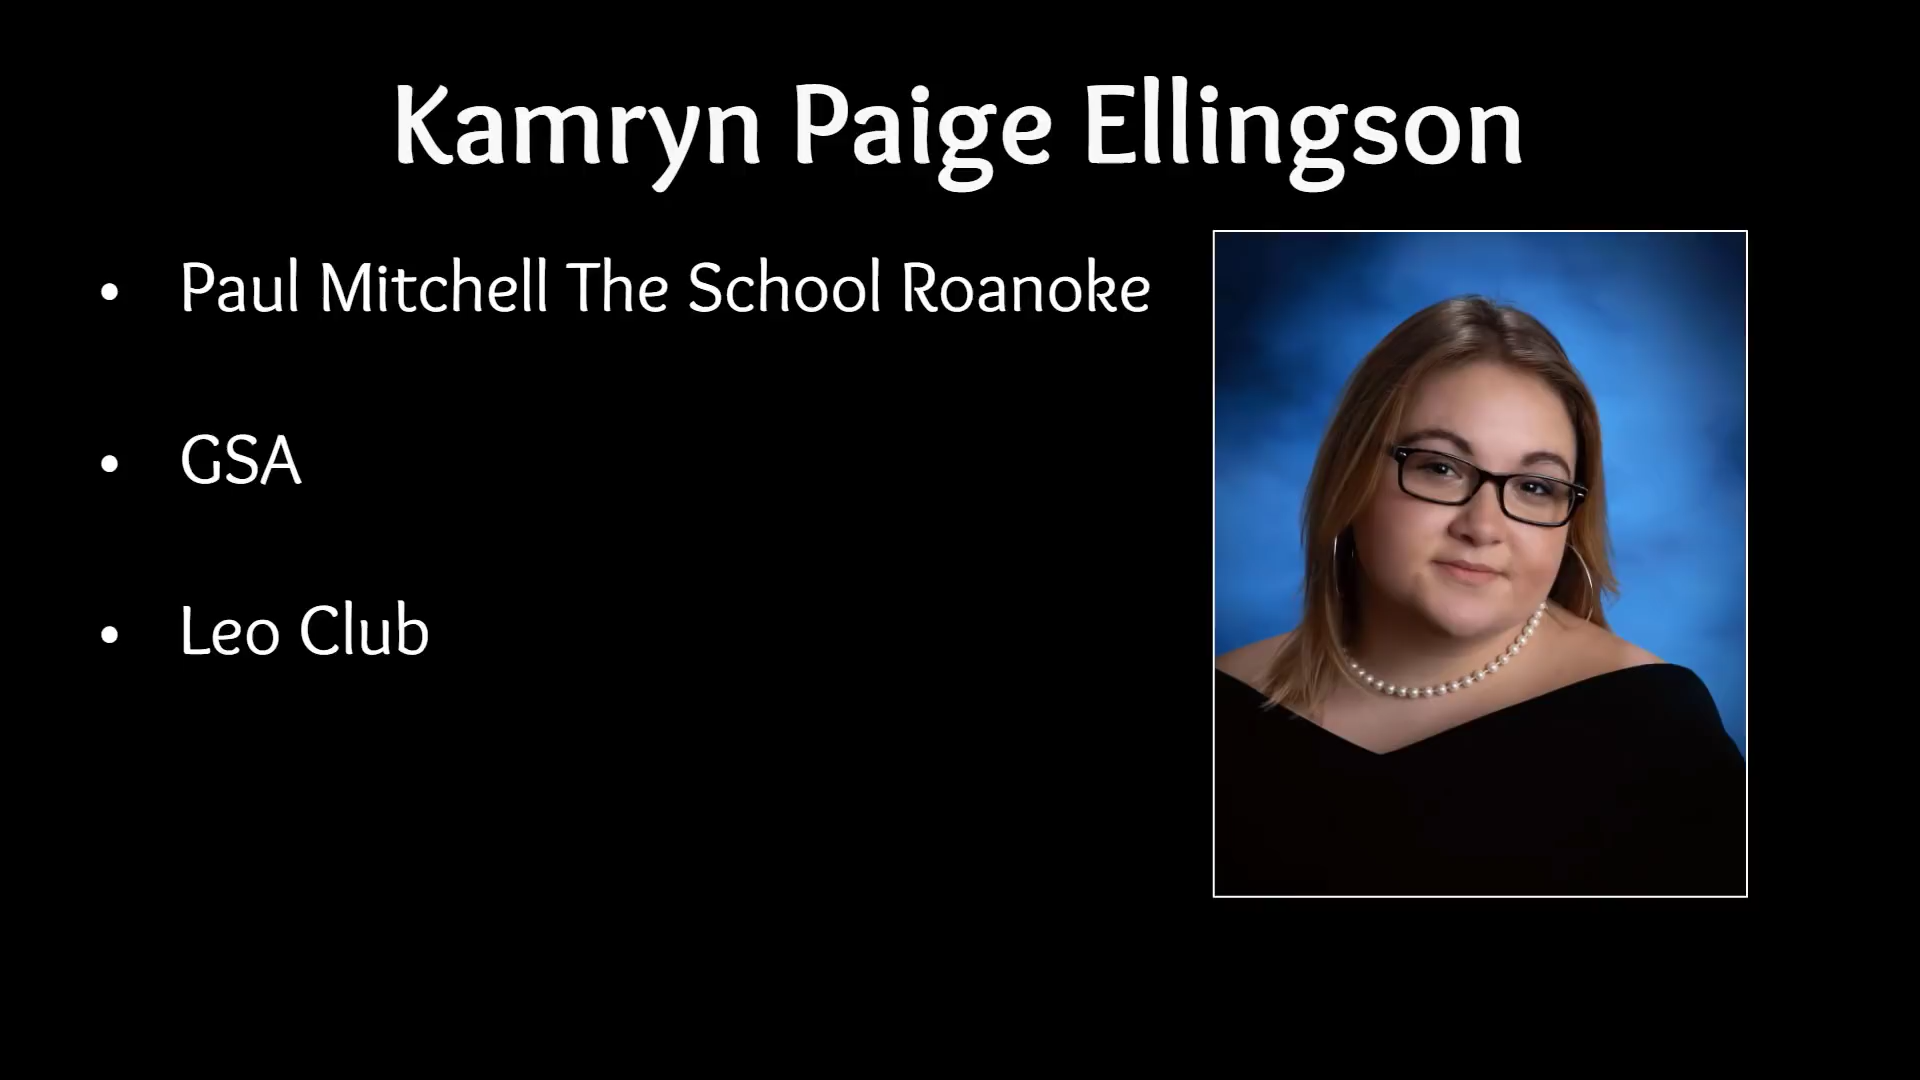 Kamryn Paige Ellingson
• Paul Mitchell The School Roanoke
• GSA
• Leo Club